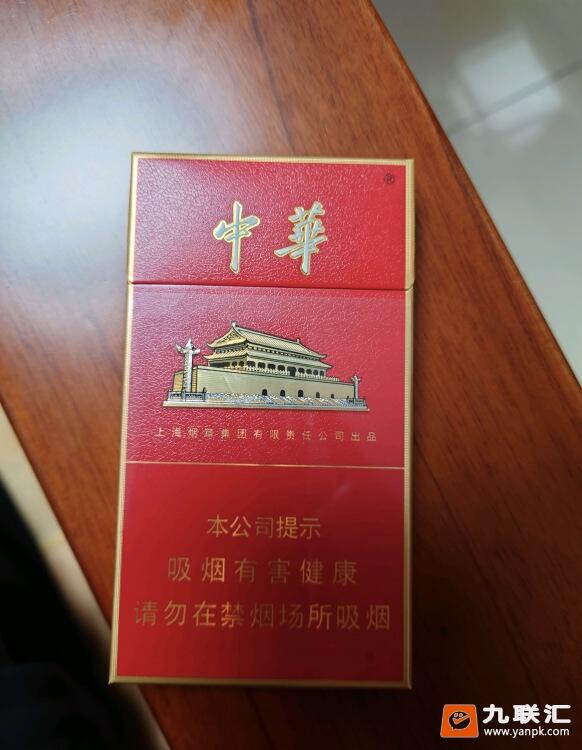 中華
®
上海烟草集团有限责任公司出品
本公司提示
吸烟有害健康
请勿在禁烟场所吸烟
九联汇
www.yanpk.com